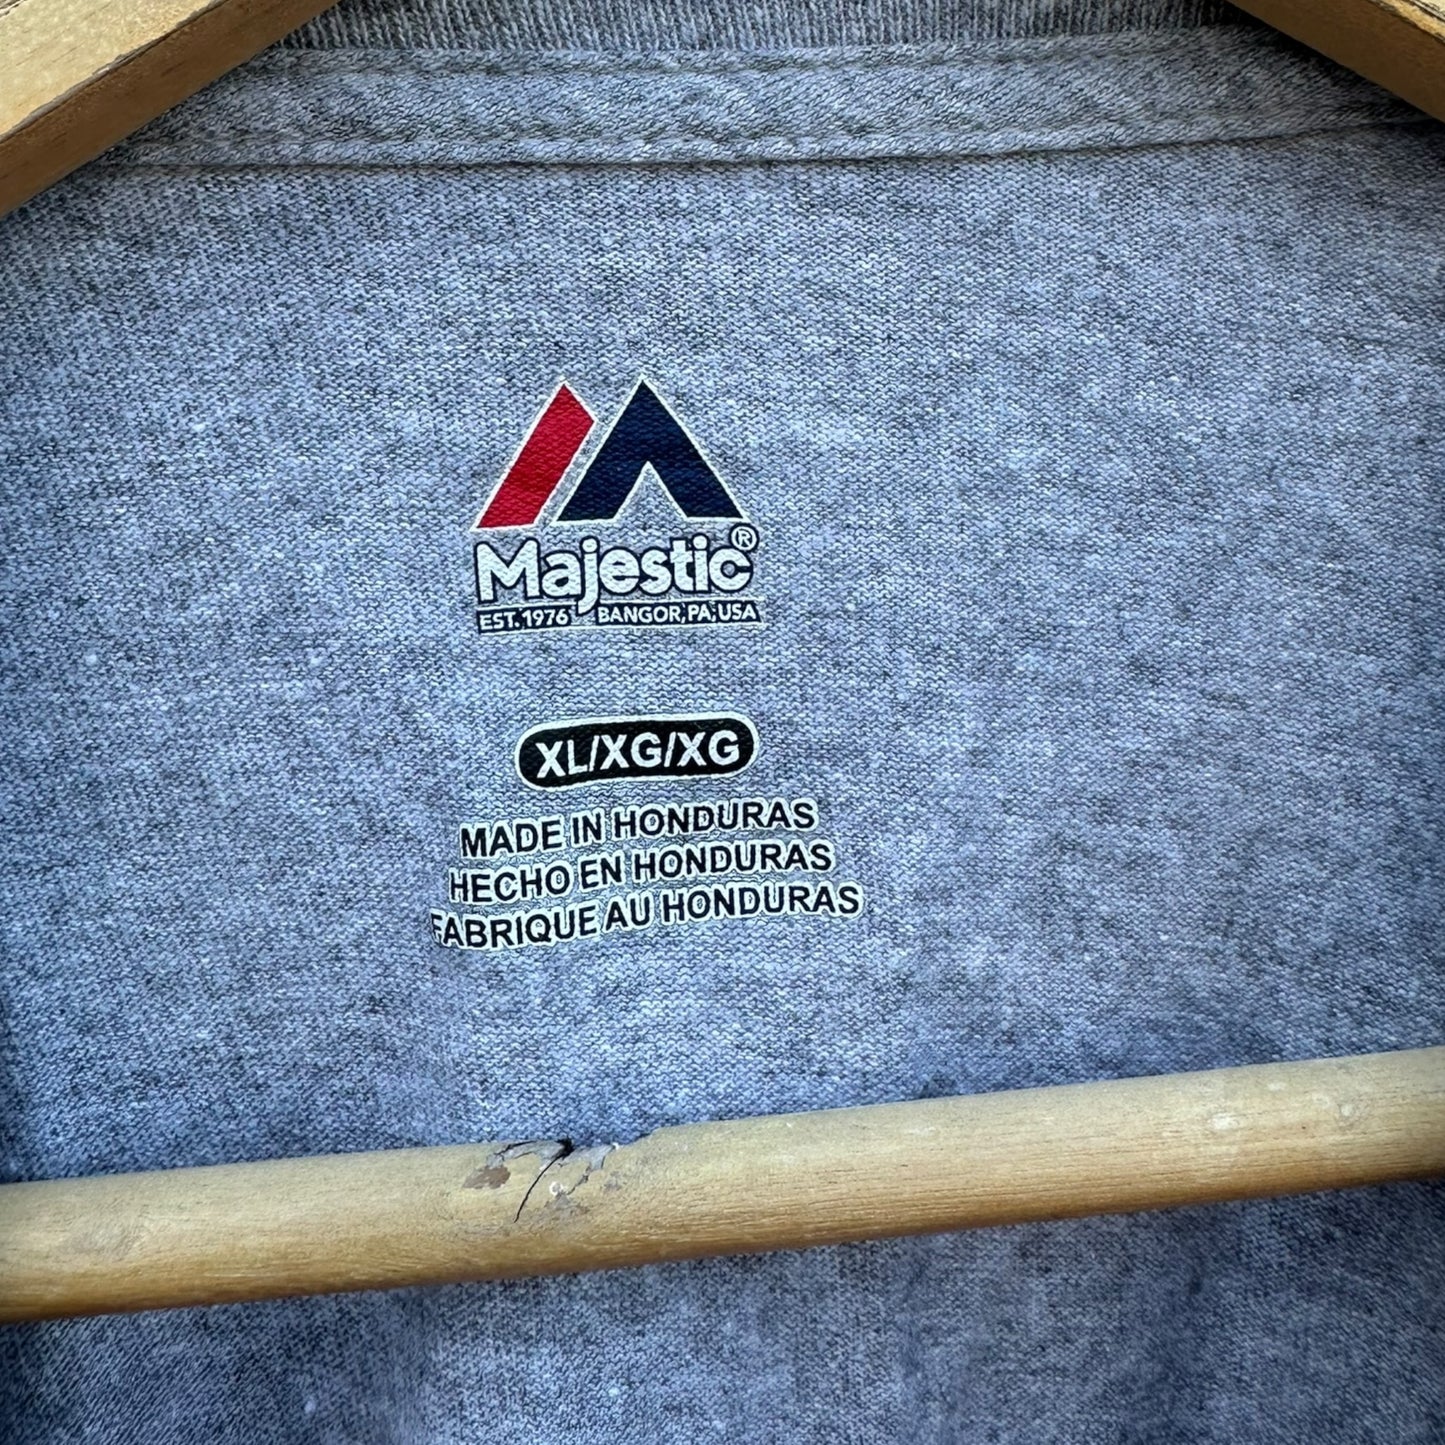 Majestic®
EST. 1976 BANGOR, PA, USA
XL/XG/XG
MADE IN HONDURAS
HECHO EN HONDURAS
FABRIQUE AU HONDURAS